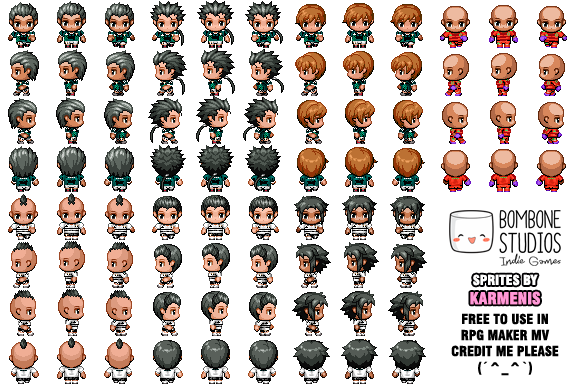 BOMBONE
STUDIOS
Indie Games
SPRITES BY
KARMENIS
FREE TO USE IN
RPG MAKER MV
CREDIT ME PLEASE
(´^_^`)